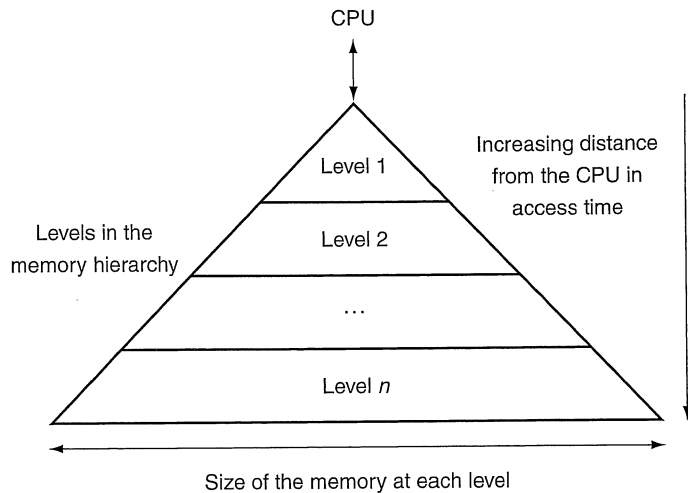 CPU
Level 1
Increasing distance
from the CPU in
access time
Levels in the
memory hierarchy
Level 2
...
Level n
Size of the memory at each level